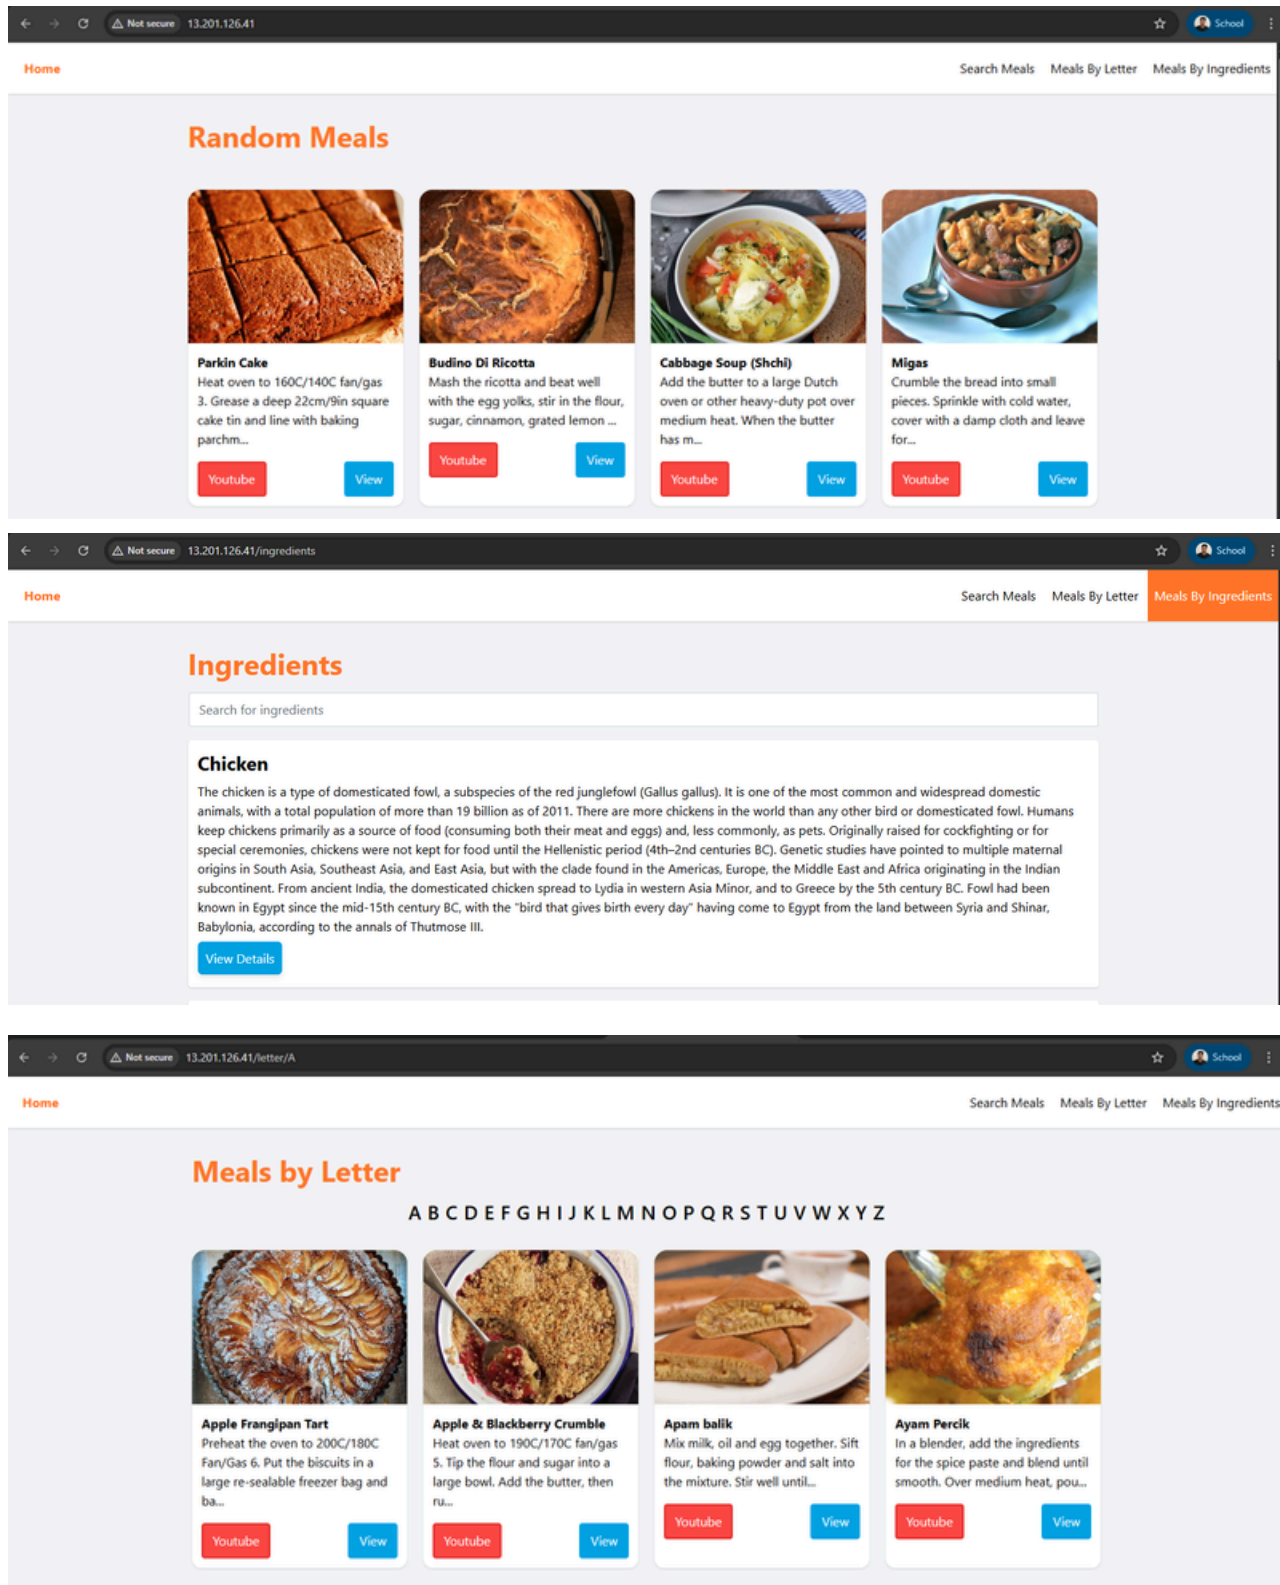 Not secure 13.201.126.41 School
Home Search Meals Meals By Letter Meals By Ingredients
Random Meals
Parkin Cake
Heat oven to 160C/140C fan/gas
3. Grease a deep 22cm/9in square
cake tin and line with baking
parchm...
Youtube View
Budino Di Ricotta
Mash the ricotta and beat well
with the egg yolks, stir in the flour,
sugar, cinnamon, grated lemon ...
Youtube View
Cabbage Soup (Shchi)
Add the butter to a large Dutch
oven or other heavy-duty pot over
medium heat. When the butter
has m...
Youtube View
Migas
Crumble the bread into small
pieces. Sprinkle with cold water,
cover with a damp cloth and leave
for...
Youtube View
Not secure 13.201.126.41/ingredients School
Home Search Meals Meals By Letter Meals By Ingredients
Ingredients
Search for ingredients
Chicken
The chicken is a type of domesticated fowl, a subspecies of the red junglefowl (Gallus gallus). It is one of the most common and widespread domestic
animals, with a total population of more than 19 billion as of 2011. There are more chickens in the world than any other bird or domesticated fowl. Humans
keep chickens primarily as a source of food (consuming both their meat and eggs) and, less commonly, as pets. Originally raised for cockfighting or for
special ceremonies, chickens were not kept for food until the Hellenistic period (4th–2nd centuries BC). Genetic studies have pointed to multiple maternal
origins in South Asia, Southeast Asia, and East Asia, but with the clade found in the Americas, Europe, the Middle East and Africa originating in the Indian
subcontinent. From ancient India, the domesticated chicken spread to Lydia in western Asia Minor, and to Greece by the 5th century BC. Fowl had been
known in Egypt since the mid-15th century BC, with the "bird that gives birth every day" having come to Egypt from the land between Syria and Shinar,
Babylonia, according to the annals of Thutmose III.
View Details
Not secure 13.201.126.41/letter/A School
Home Search Meals Meals By Letter Meals By Ingredients
Meals by Letter
A B C D E F G H I J K L M N O P Q R S T U V W X Y Z
Apple Frangipan Tart
Preheat the oven to 200C/180C
Fan/Gas 6. Put the biscuits in a
large re-sealable freezer bag and
ba...
Youtube View
Apple & Blackberry Crumble
Heat oven to 190C/170C fan/gas
5. Tip the flour and sugar into a
large bowl. Add the butter, then
ru...
Youtube View
Apam balik
Mix milk, oil and egg together. Sift
flour, baking powder and salt into
the mixture. Stir well until...
Youtube View
Ayam Percik
In a blender, add the ingredients
for the spice paste and blend until
smooth. Over medium heat, pou...
Youtube View